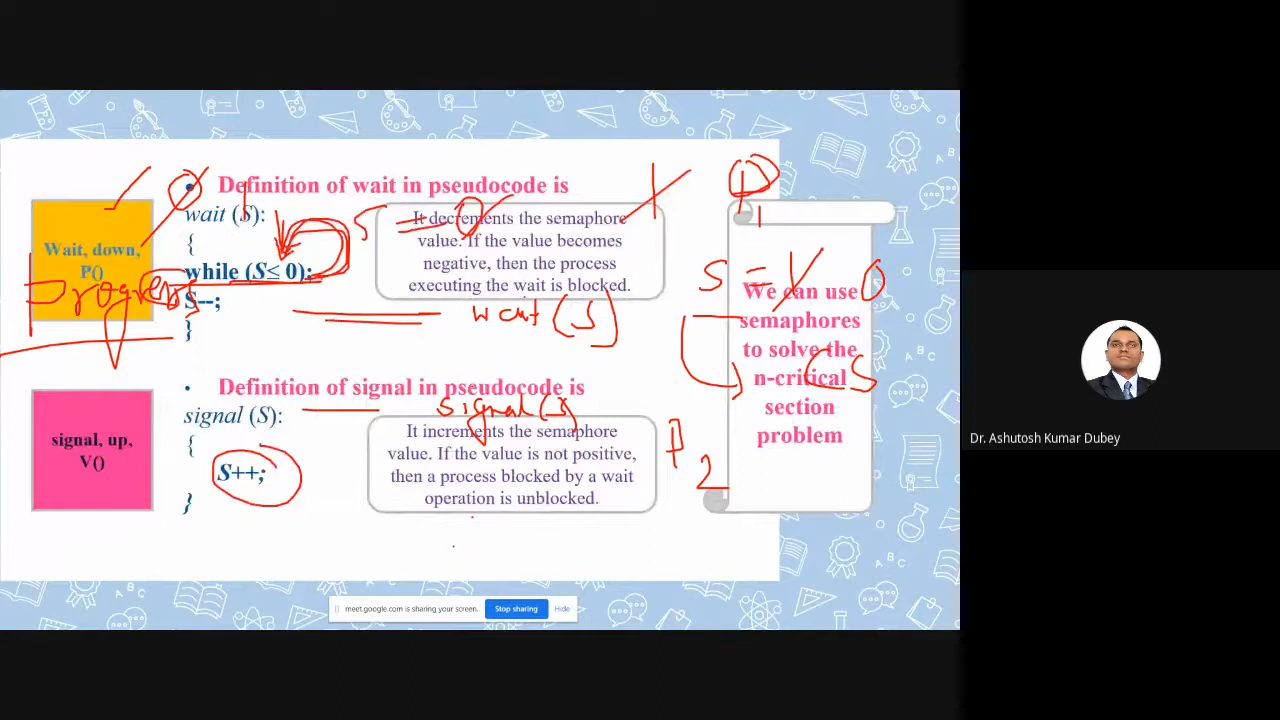 Definition of wait in pseudocode is
wait (S):
{
while (S≤ 0);
S--;
}
Wait, down,
P()
Progress
It decrements the semaphore
value. If the value becomes
negative, then the process
executing the wait is blocked.
S = 0
wait (S)
Definition of signal in pseudocode is
signal (S):
{
S++;
}
signal, up,
V()
signal(S)
It increments the semaphore
value. If the value is not positive,
then a process blocked by a wait
operation is unblocked.
P1
S = 1 0
CS
P2
We can use
semaphores
to solve the
n-critical
section
problem
meet.google.com is sharing your screen.
Stop sharing
Hide
Dr. Ashutosh Kumar Dubey